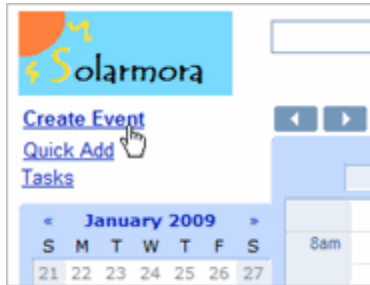 Solarmora
Create Event
Quick Add
Tasks
« January 2009 »
S M T W T F S
21 22 23 24 25 26 27
8am